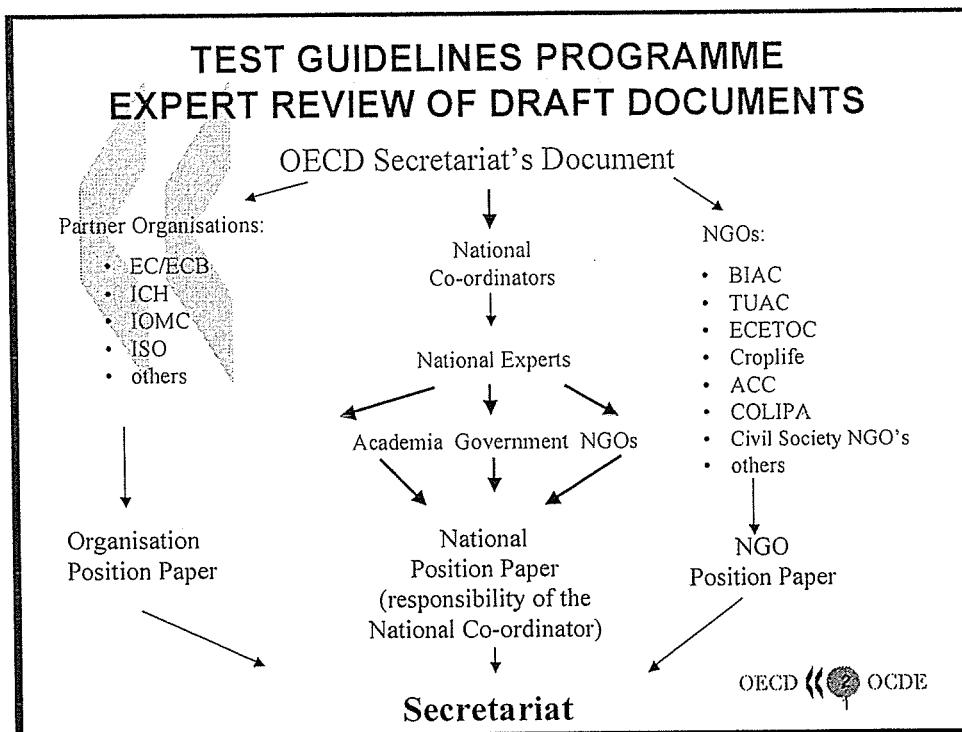 TEST GUIDELINES PROGRAMME
EXPERT REVIEW OF DRAFT DOCUMENTS
OECD Secretariat's Document
Partner Organisations:
• EC/ECB
• ICH
• IOMC
• ISO
• others
National
Co-ordinators
National Experts
Academia Government NGOs
NGOs:
• BIAC
• TUAC
• ECETOC
• Croplife
• ACC
• COLIPA
• Civil Society NGO's
• others
Organisation
Position Paper
National
Position Paper
(responsibility of the
National Co-ordinator)
NGO
Position Paper
Secretariat
OECD OCDE
2
1